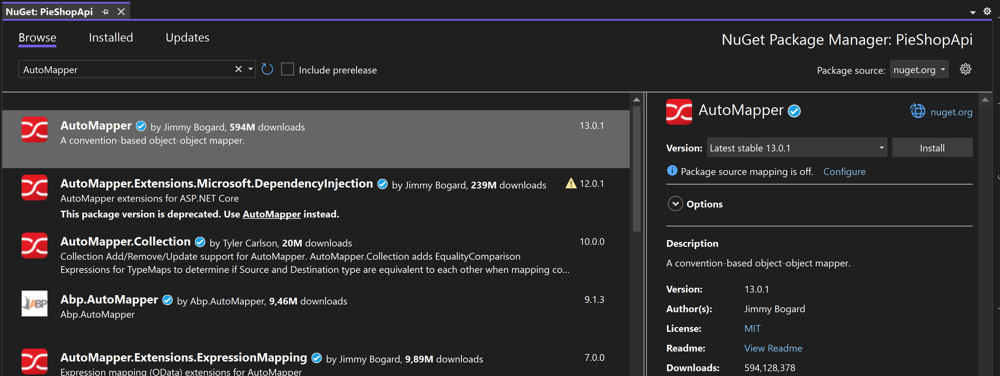 NuGet: PieShopApi
Browse Installed Updates
NuGet Package Manager: PieShopApi
AutoMapper
Include prerelease
Package source: nuget.org
AutoMapper by Jimmy Bogard, 594M downloads 13.0.1
A convention-based object-object mapper.
AutoMapper.Extensions.Microsoft.DependencyInjection by Jimmy Bogard, 239M downloads 12.0.1
AutoMapper extensions for ASP.NET Core
This package version is deprecated. Use AutoMapper instead.
AutoMapper.Collection by Tyler Carlson, 20M downloads 10.0.0
Collection Add/Remove/Update support for AutoMapper. AutoMapper.Collection adds EqualityComparison
Expressions for TypeMaps to determine if Source and Destination type are equivalent to each other when mapping co...
ABP
Abp.AutoMapper by Abp.AutoMapper, 9,46M downloads 9.1.3
Abp.AutoMapper
AutoMapper.Extensions.ExpressionMapping by Jimmy Bogard, 9,89M downloads 7.0.0
Expression mapping (OData) extensions for AutoMapper
AutoMapper nuget.org
Version: Latest stable 13.0.1 Install
Package source mapping is off. Configure
Options
Description
A convention-based object-object mapper.
Version: 13.0.1
Author(s): Jimmy Bogard
License: MIT
Readme: View Readme
Downloads: 594,128,378